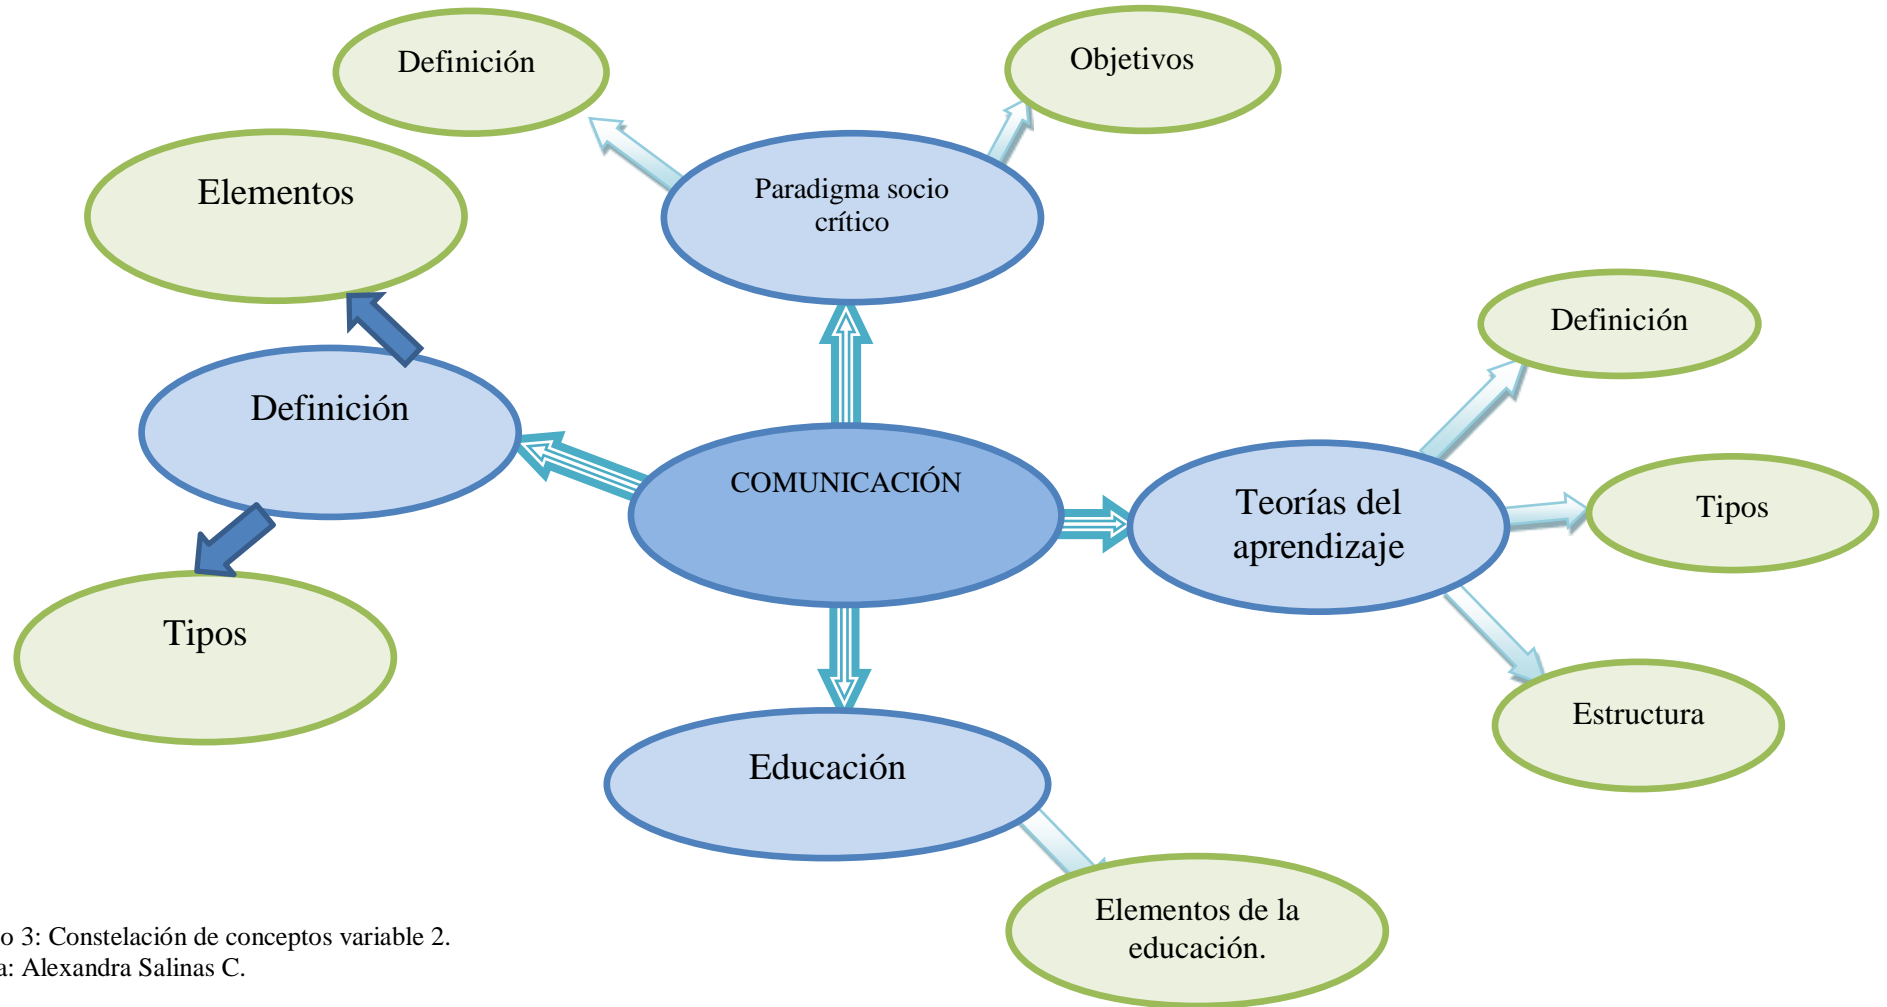 Definición
Objetivos
Elementos
Paradigma socio
crítico
Definición
Definición
COMUNICACIÓN
Teorías del
aprendizaje
Tipos
Tipos
Estructura
Educación
Elementos de la
educación.
o 3: Constelación de conceptos variable 2.
a: Alexandra Salinas C.